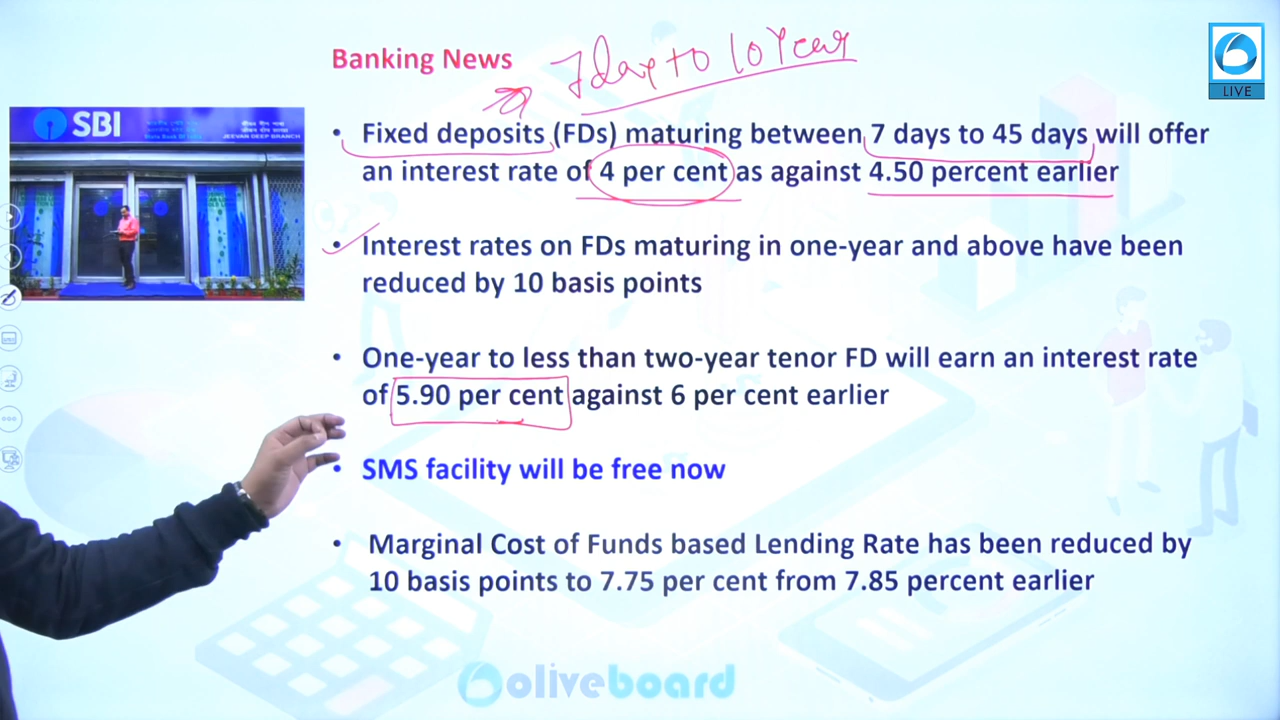 Banking News
7 day to 10 Year
LIVE
SBI
JEEVAN DEEP BRANCH
• Fixed deposits (FDs) maturing between 7 days to 45 days will offer
an interest rate of 4 per cent as against 4.50 percent earlier
• Interest rates on FDs maturing in one-year and above have been
reduced by 10 basis points
• One-year to less than two-year tenor FD will earn an interest rate
of 5.90 per cent against 6 per cent earlier
• SMS facility will be free now
• Marginal Cost of Funds based Lending Rate has been reduced by
10 basis points to 7.75 per cent from 7.85 percent earlier
oliveboard